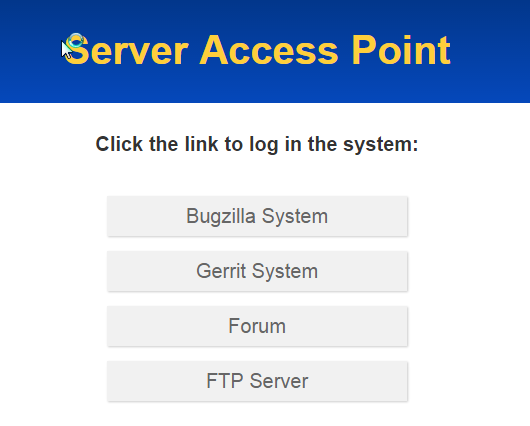 Server Access Point
Click the link to log in the system:
Bugzilla System
Gerrit System
Forum
FTP Server